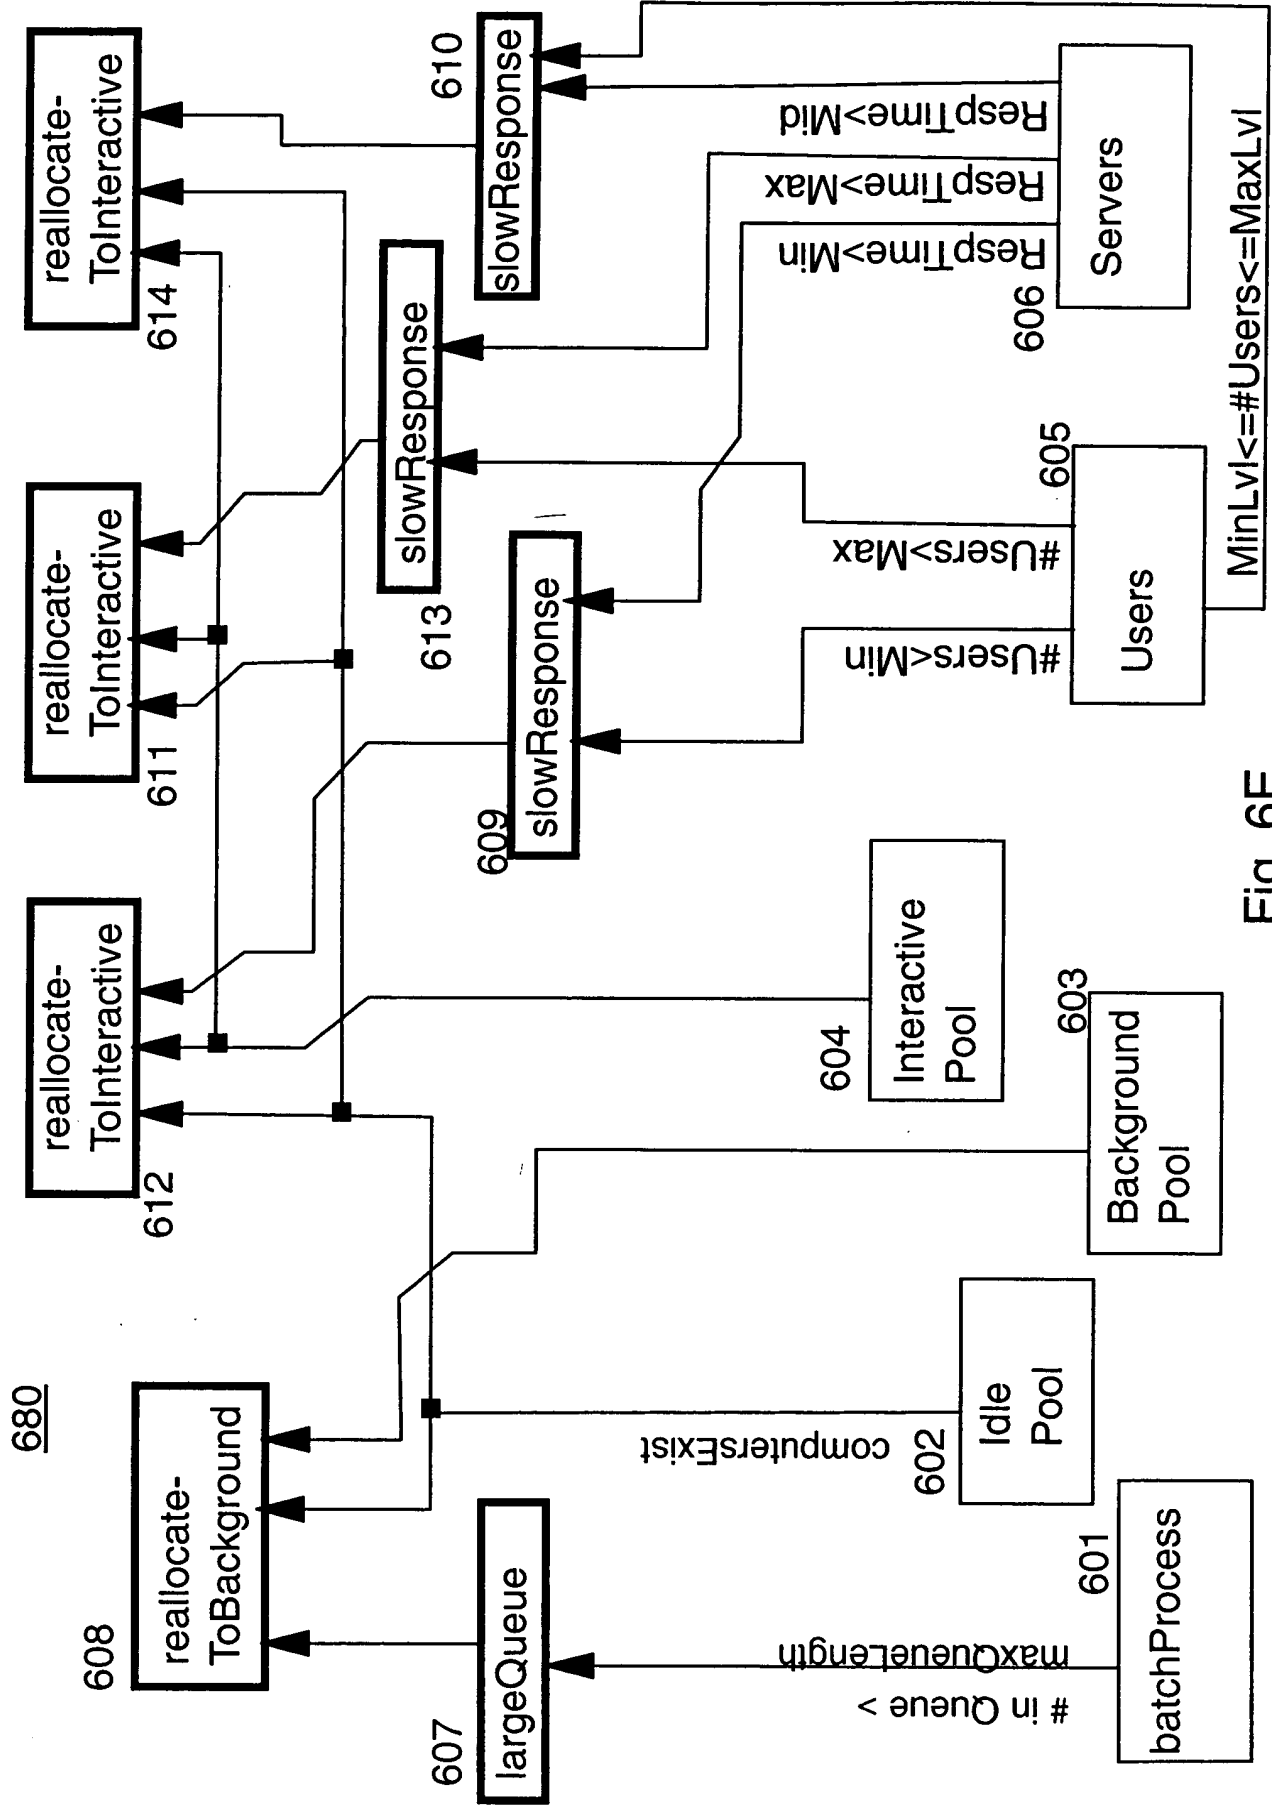 680
608
reallocate-
ToBackground
612
reallocate-
ToInteractive
611
reallocate-
ToInteractive
614
reallocate-
ToInteractive
607
largeQueue
609
slowResponse
613
slowResponse
610
slowResponse
# in Queue >
maxQueueLength
computersExist
#Users<Min
#Users>Max
RespTime>Min
RespTime>Max
RespTime>Mid
601
batchProcess
602
Idle
Pool
603
Background
Pool
604
Interactive
Pool
605
Users
606
Servers
MinLvl<=#Users<=MaxLvl
Fig. 6F